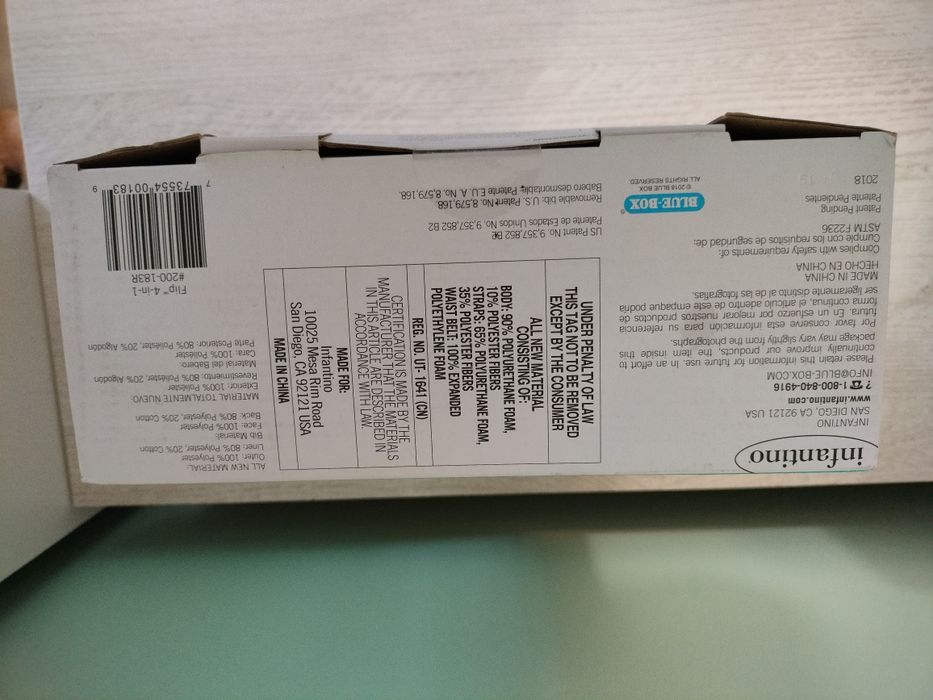 infantino
INFANTINO
SAN DIEGO, CA 92121 USA
www.infantino.com
? ☎ 1-800-840-4916
INFO@BLUE-BOX.COM
Please retain this information for future use. In an effort to
continually improve our products, the item inside this
package may vary slightly from the photographs.
Por favor conserve esta información para su referencia
futura. En un esfuerzo por mejorar nuestros productos de
forma continua, el artículo adentro de este empaque podria
ser ligeramente distinto al de las fotografías.
MADE IN CHINA
HECHO EN CHINA
Complies with safety requirements of:
Cumple con los requisitos de seguridad de:
ASTM F2236
Patent Pending
Patente Pendientes
2018
BLUE-BOX®
© 2018 BLUE BOX
ALL RIGHTS RESERVED
UNDER PENALTY OF LAW
THIS TAG NOT TO BE REMOVED
EXCEPT BY THE CONSUMER
ALL NEW MATERIAL
CONSISTING OF:
BODY: 90% POLYURETHANE FOAM,
10% POLYESTER FIBERS
STRAPS: 65% POLYURETHANE FOAM,
35% POLYESTER FIBERS
WAIST BELT: 100% EXPANDED
POLYETHYLENE FOAM
REG. NO. UT- 1641 (CN)
CERTIFICATION IS MADE BY THE
MANUFACTURER THAT THE MATERIALS
IN THIS ARTICLE ARE DESCRIBED IN
ACCORDANCE WITH LAW.
MADE FOR:
Infantino
10025 Mesa Rim Road
San Diego, CA 92121 USA
MADE IN CHINA
US Patent No. 9,357,852 B2
Patente de Estados Unidos No. 9,357,852 B2
Removable bib: U.S. Patent No. 8,579,168.
Babero desmontable: Patente E.U. A. No. 8,579,168.
ALL NEW MATERIAL-
Outer: 100% Polyester
Liner: 80% Polyester, 20% Cotton
Bib Material:
Face: 100% Polyester
Back: 80% Polyester, 20% Cotton
MATERIAL TOTALMENTE NUEVO
Exterior: 100% Poliéster
Revestimiento: 80% Poliéster, 20% Algodón
Material del Babero
Cara: 100% Poliéster
Parte Posterior: 80% Poliéster, 20% Algodón
Flip™ 4-in-1
#200-183R
7 73554 00183 9